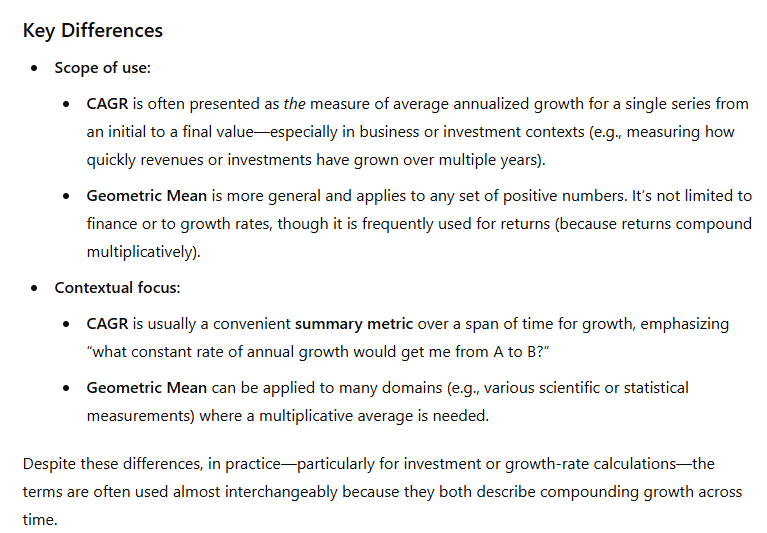 Key Differences
• Scope of use:
• CAGR is often presented as the measure of average annualized growth for a single series from
an initial to a final value—especially in business or investment contexts (e.g., measuring how
quickly revenues or investments have grown over multiple years).
• Geometric Mean is more general and applies to any set of positive numbers. It’s not limited to
finance or to growth rates, though it is frequently used for returns (because returns compound
multiplicatively).
• Contextual focus:
• CAGR is usually a convenient summary metric over a span of time for growth, emphasizing
“what constant rate of annual growth would get me from A to B?”
• Geometric Mean can be applied to many domains (e.g., various scientific or statistical
measurements) where a multiplicative average is needed.
Despite these differences, in practice—particularly for investment or growth-rate calculations—the
terms are often used almost interchangeably because they both describe compounding growth across
time.